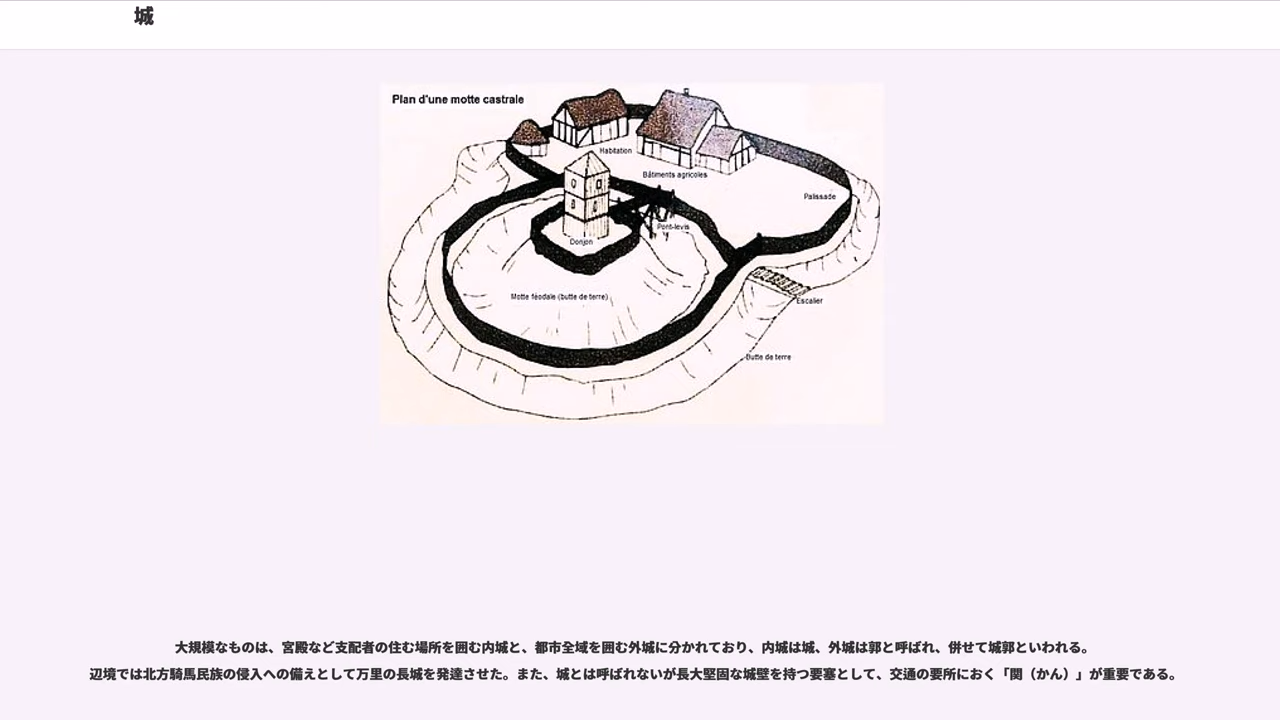 城
Plan d'une motte castrale
Habitation
Bâtiments agricoles
Palissade
Pont-levis
Donjon
Motte féodale (butte de terre)
Escalier
Butte de terre
大規模なものは、宮殿など支配者の住む場所を囲む内城と、都市全域を囲む外城に分かれており、内城は城、外城は郭と呼ばれ、併せて城郭といわれる。
辺境では北方騎馬民族の侵入への備えとして万里の長城を発達させた。また、城とは呼ばれないが長大堅固な城壁を持つ要塞として、交通の要所におく「関（かん）」が重要である。